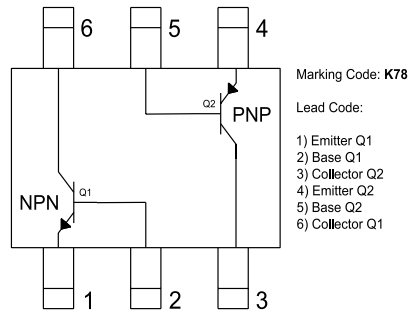 6 5 4
Marking Code: K78
Q2 PNP
Lead Code:
1) Emitter Q1
2) Base Q1
3) Collector Q2
4) Emitter Q2
5) Base Q2
6) Collector Q1
NPN Q1
1 2 3